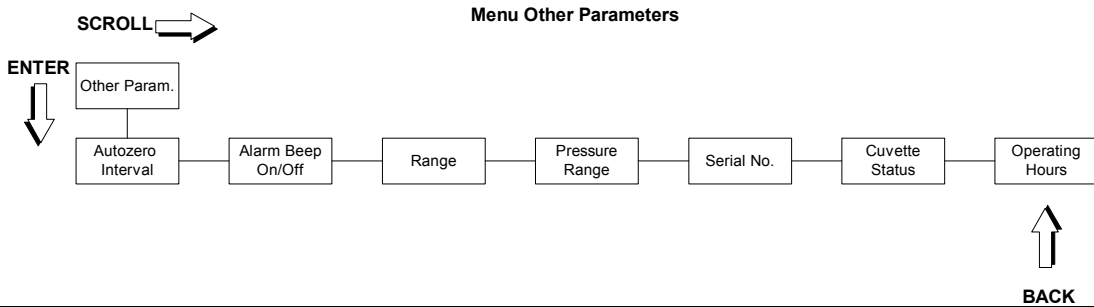 Menu Other Parameters
SCROLL
ENTER
Other Param.
Autozero
Interval
Alarm Beep
On/Off
Range
Pressure
Range
Serial No.
Cuvette
Status
Operating
Hours
BACK